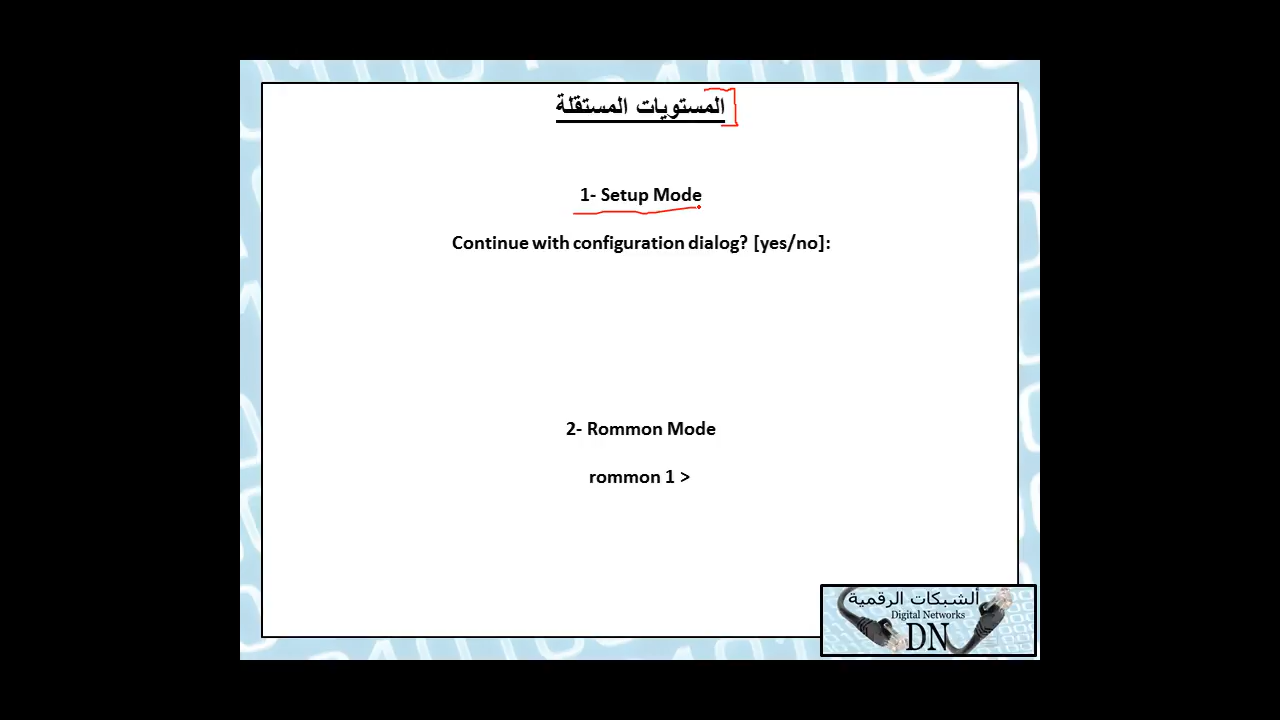 المستويات المستقلة
1- Setup Mode
Continue with configuration dialog? [yes/no]:
2- Rommon Mode
rommon 1 >
ألشبكات الرقمية
Digital Networks
DN